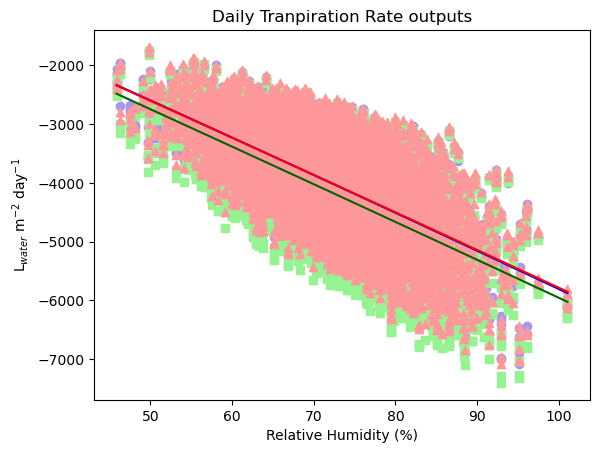 Daily Tranpiration Rate outputs
−2000
−3000
−4000
−5000
−6000
−7000
L_water m⁻² day⁻¹
50 60 70 80 90 100
Relative Humidity (%)